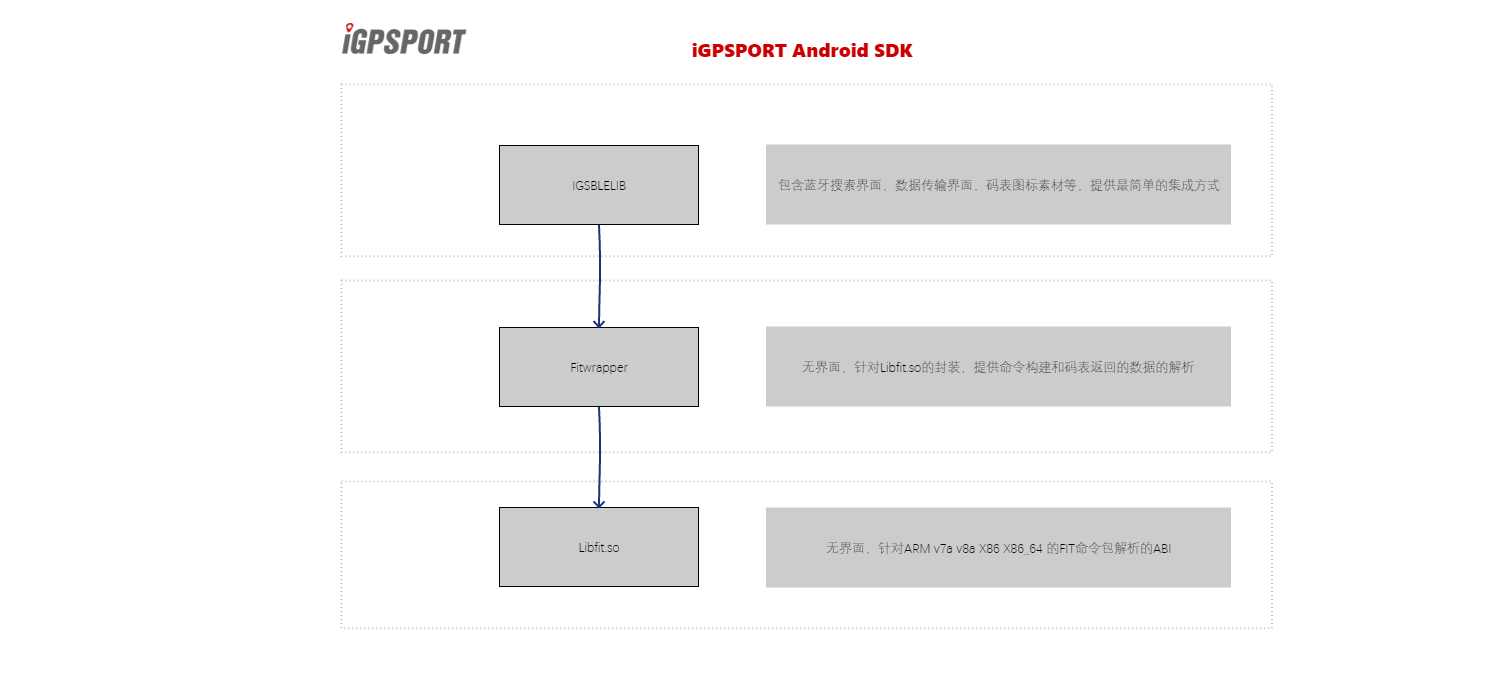 iGPSPORT
iGPSPORT Android SDK
IGSBLELIB
包含蓝牙搜索界面、数据传输界面、码表图标素材等，提供最简单的集成方式
Fitwrapper
无界面、针对Libfit.so的封装，提供命令构建和码表返回的数据的解析
Libfit.so
无界面、针对ARM v7a v8a X86 X86_64 的FIT命令包解析的ABI